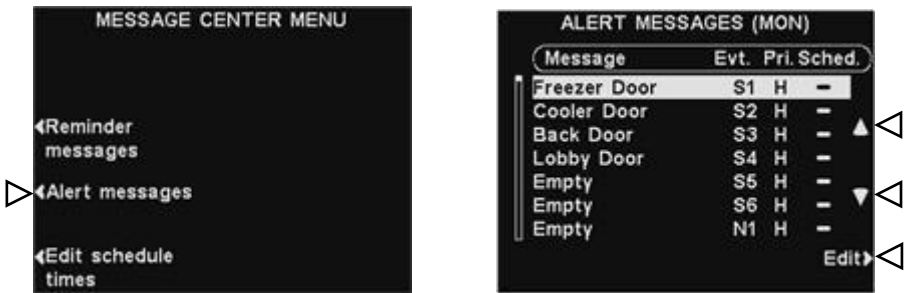 MESSAGE CENTER MENU
Reminder
messages
Alert messages
Edit schedule
times
ALERT MESSAGES (MON)
Message Evt. Pri. Sched.
Freezer Door S1 H –
Cooler Door S2 H –
Back Door S3 H –
Lobby Door S4 H –
Empty S5 H –
Empty S6 H –
Empty N1 H –
Edit